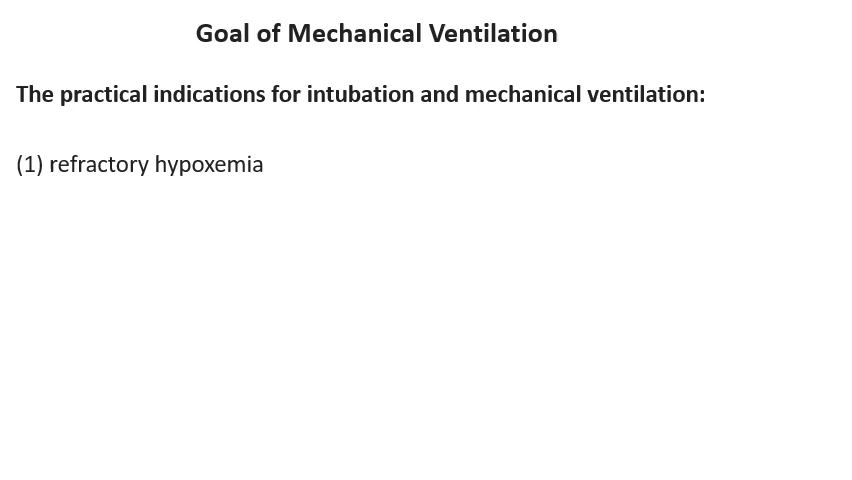 Goal of Mechanical Ventilation
The practical indications for intubation and mechanical ventilation:
(1) refractory hypoxemia